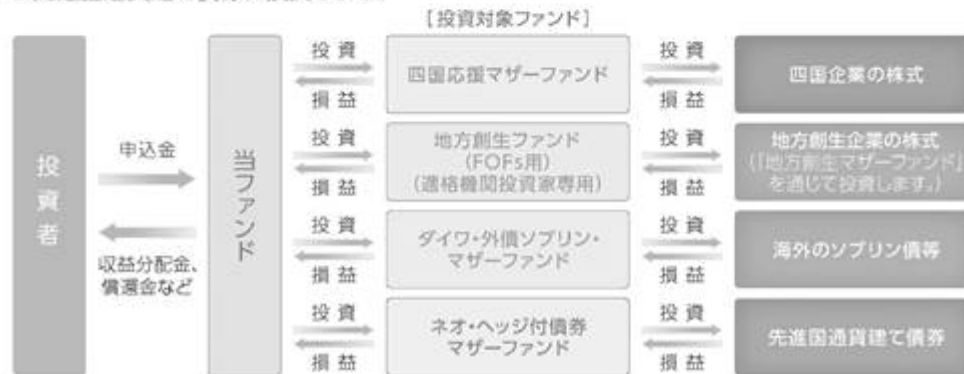 ［投資対象ファンド］
投資者
申込金
収益分配金、
償還金など
当ファンド
投資
損益
四国応援マザーファンド
投資
損益
四国企業の株式
投資
損益
地方創生ファンド
(FOFs用)
(適格機関投資家専用)
投資
損益
地方創生企業の株式
(「地方創生マザーファンド」
を通じて投資します。)
投資
損益
ダイワ・外債ソブリン・
マザーファンド
投資
損益
海外のソブリン債等
投資
損益
ネオ・ヘッジ付債券
マザーファンド
投資
損益
先進国通貨建て債券